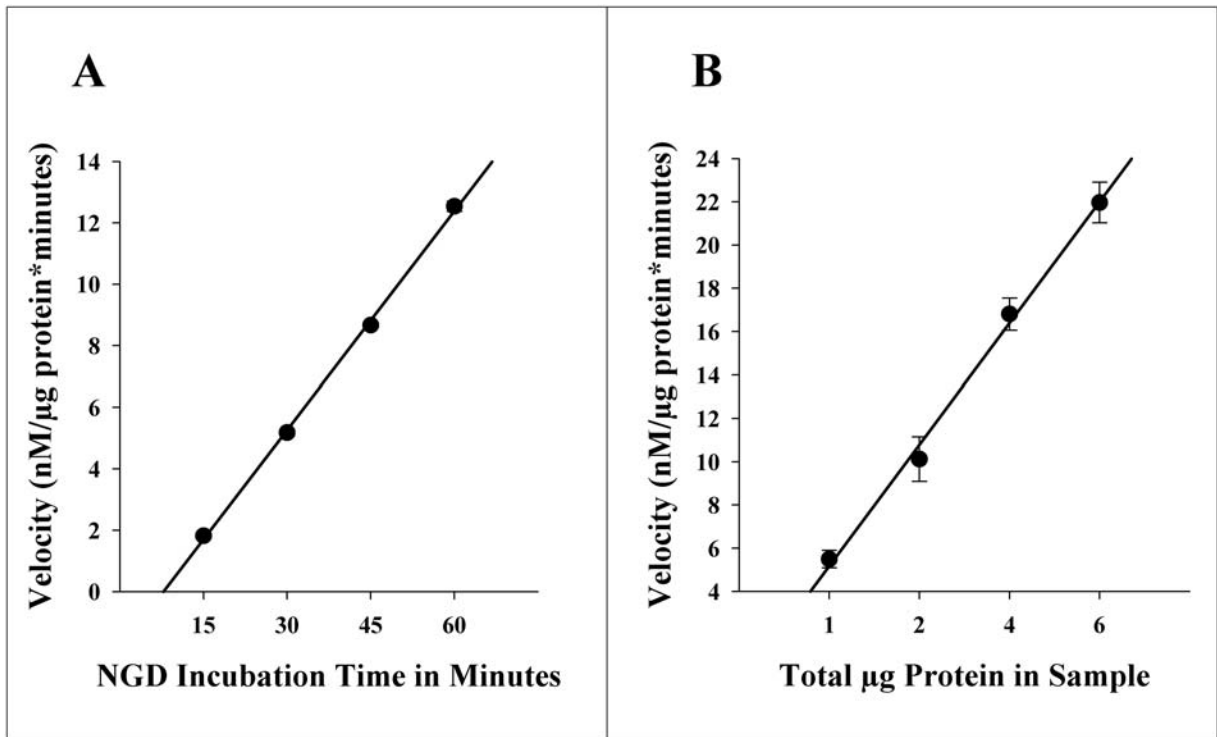 A
Velocity (nM/µg protein*minutes)
14
12
10
8
6
4
2
0
15 30 45 60
NGD Incubation Time in Minutes
B
Velocity (nM/µg protein*minutes)
24
22
20
18
16
14
12
10
8
6
4
1 2 4 6
Total µg Protein in Sample